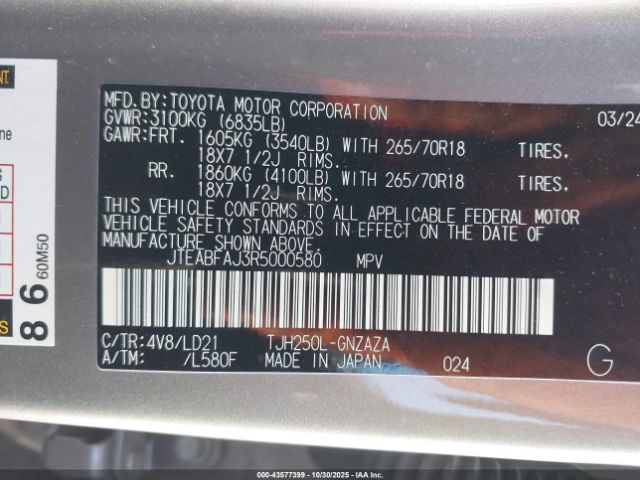 NT.
ne
S
D
S
8 6 60M50
MFD.BY:TOYOTA MOTOR CORPORATION 03/24
GVWR:3100KG (6835LB)
GAWR:FRT. 1605KG (3540LB) WITH 265/70R18 TIRES.
18X7 1/2J RIMS.
RR. 1860KG (4100LB) WITH 265/70R18 TIRES.
18X7 1/2J RIMS.
THIS VEHICLE CONFORMS TO ALL APPLICABLE FEDERAL MOTOR
VEHICLE SAFETY STANDARDS IN EFFECT ON THE DATE OF
MANUFACTURE SHOWN ABOVE.
JTEABFAJ3R5000580 MPV
C/TR:4V8/LD21 TJH250L-GNZAZA
A/TM: /L580F MADE IN JAPAN 024 G
00-43577399 - 10/30/2025 - IAA Inc.